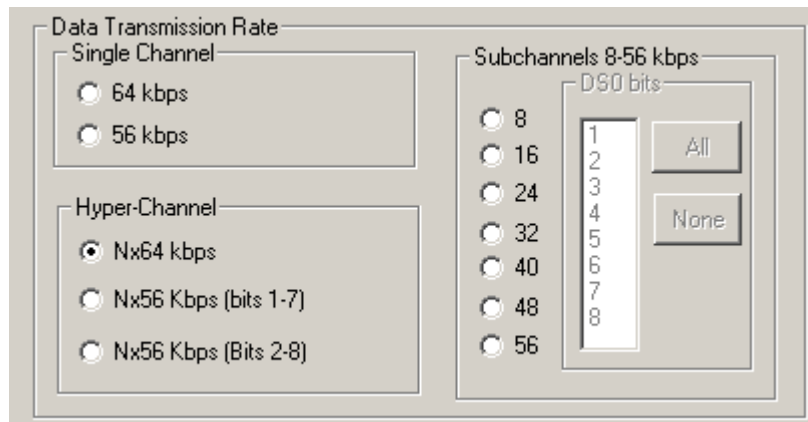 Data Transmission Rate
Single Channel
64 kbps
56 kbps
Hyper-Channel
Nx64 kbps
Nx56 Kbps (bits 1-7)
Nx56 Kbps (Bits 2-8)
Subchannels 8-56 kbps
8
16
24
32
40
48
56
DS0 bits
1
2
3
4
5
6
7
8
All
None